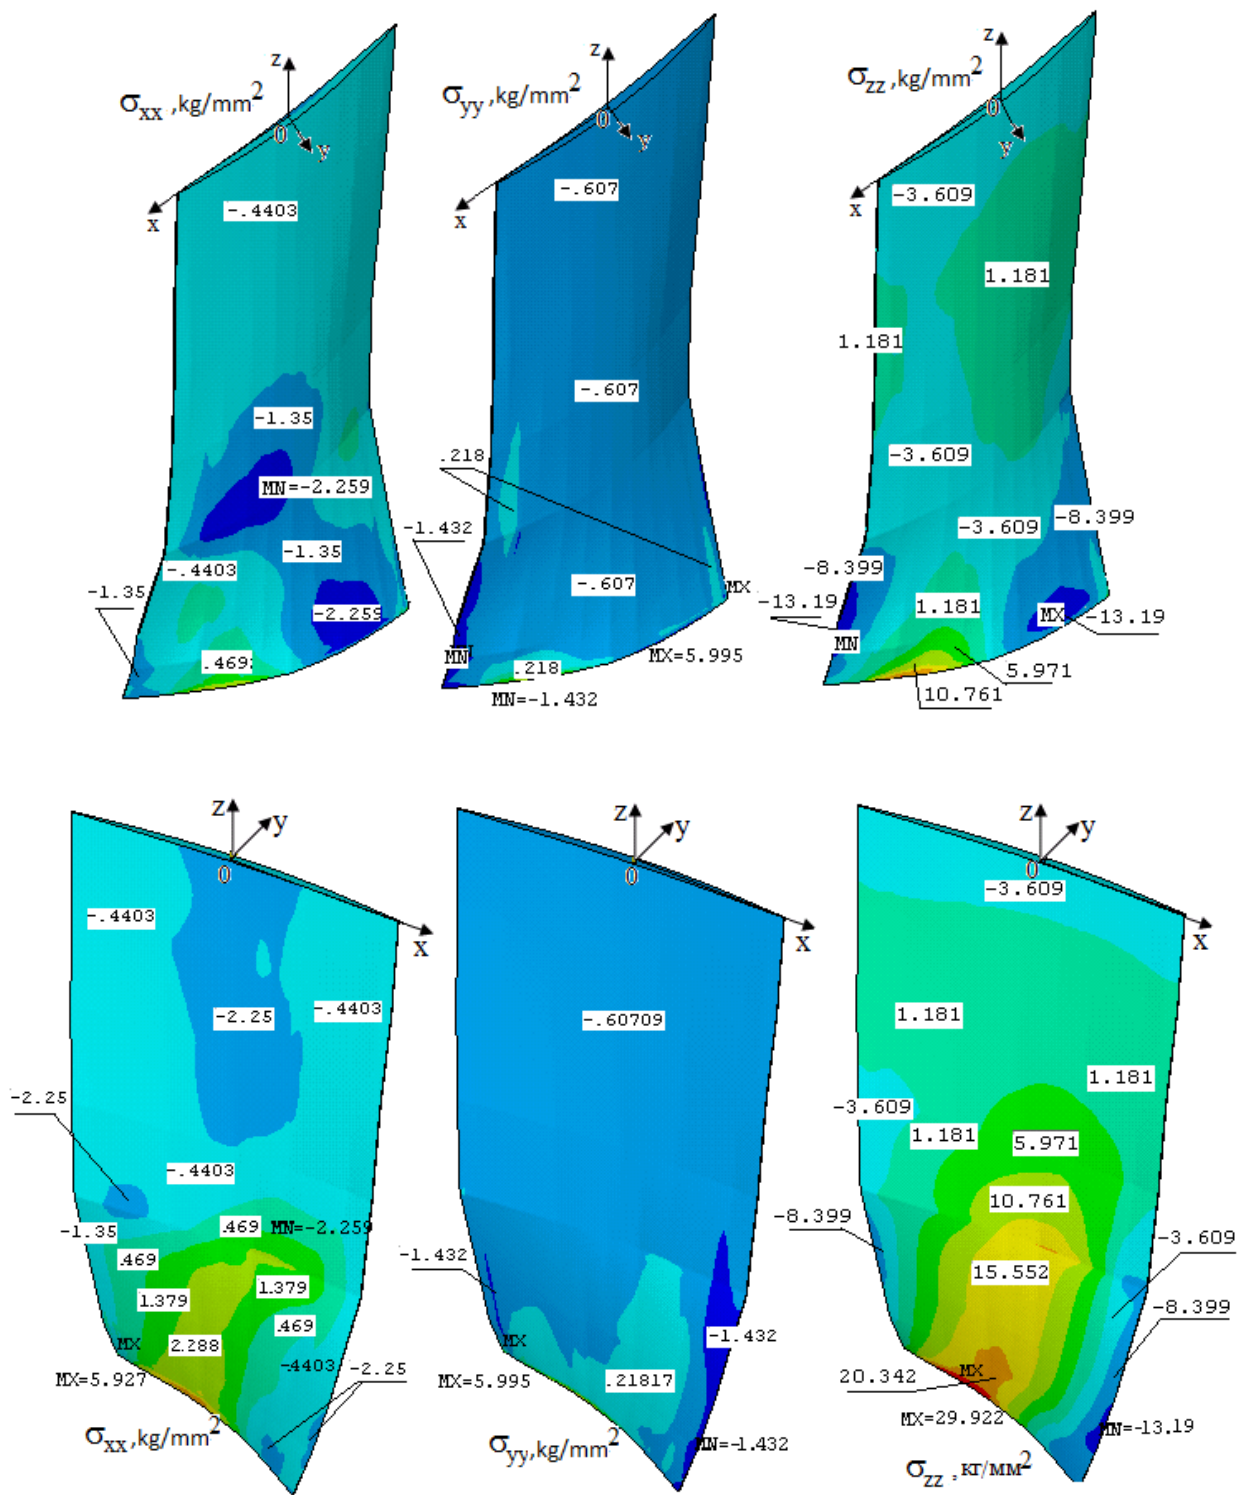 z
σxx ,kg/mm²
0
y
x
-.4403
-1.35
MN=-2.259
-1.35
-.4403
-1.35
-2.259
.469
z
σyy,kg/mm²
0
y
x
-.607
-.607
.218
-1.432
-.607
MX
MN
.218
MX=5.995
MN=-1.432
z
σzz,kg/mm²
0
y
x
-3.609
1.181
1.181
-3.609
-3.609
-8.399
-8.399
-13.19
1.181
MX
-13.19
MN
5.971
10.761
z
y
0
x
-.4403
-.4403
-2.25
-2.25
-.4403
-1.35
.469
MN=-2.259
.469
1.379
1.379
.469
MX
2.288
-4403
-2.25
MX=5.927
σxx,kg/mm²
z
y
0
x
-.60709
-1.432
-1.432
MX
MX=5.995
.21817
MN=-1.432
σyy,kg/mm²
z
y
0
-3.609
x
1.181
1.181
-3.609
1.181
5.971
10.761
-8.399
-3.609
15.552
-8.399
20.342
MX
MX=29.922
MN=-13.19
σzz ,кг/мм²